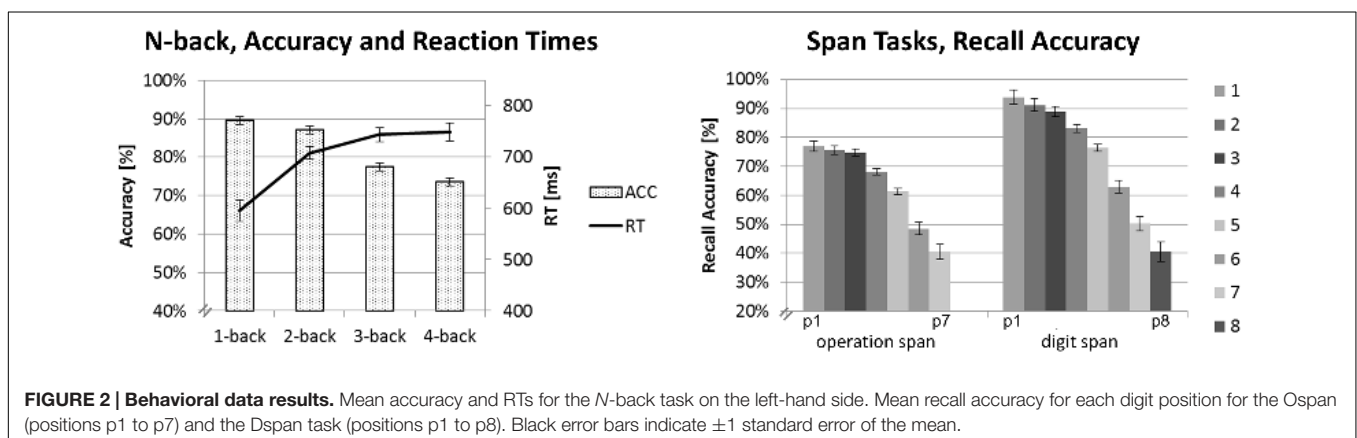 N-back, Accuracy and Reaction Times
Accuracy [%]
100%
90%
80%
70%
60%
50%
40%
1-back 2-back 3-back 4-back
800
700
600
500
400
RT [ms]
ACC
RT
Span Tasks, Recall Accuracy
Recall Accuracy [%]
100%
90%
80%
70%
60%
50%
40%
30%
20%
p1 p7 p1 p8
operation span digit span
1
2
3
4
5
6
7
8
FIGURE 2 | Behavioral data results. Mean accuracy and RTs for the N-back task on the left-hand side. Mean recall accuracy for each digit position for the Ospan
(positions p1 to p7) and the Dspan task (positions p1 to p8). Black error bars indicate ±1 standard error of the mean.